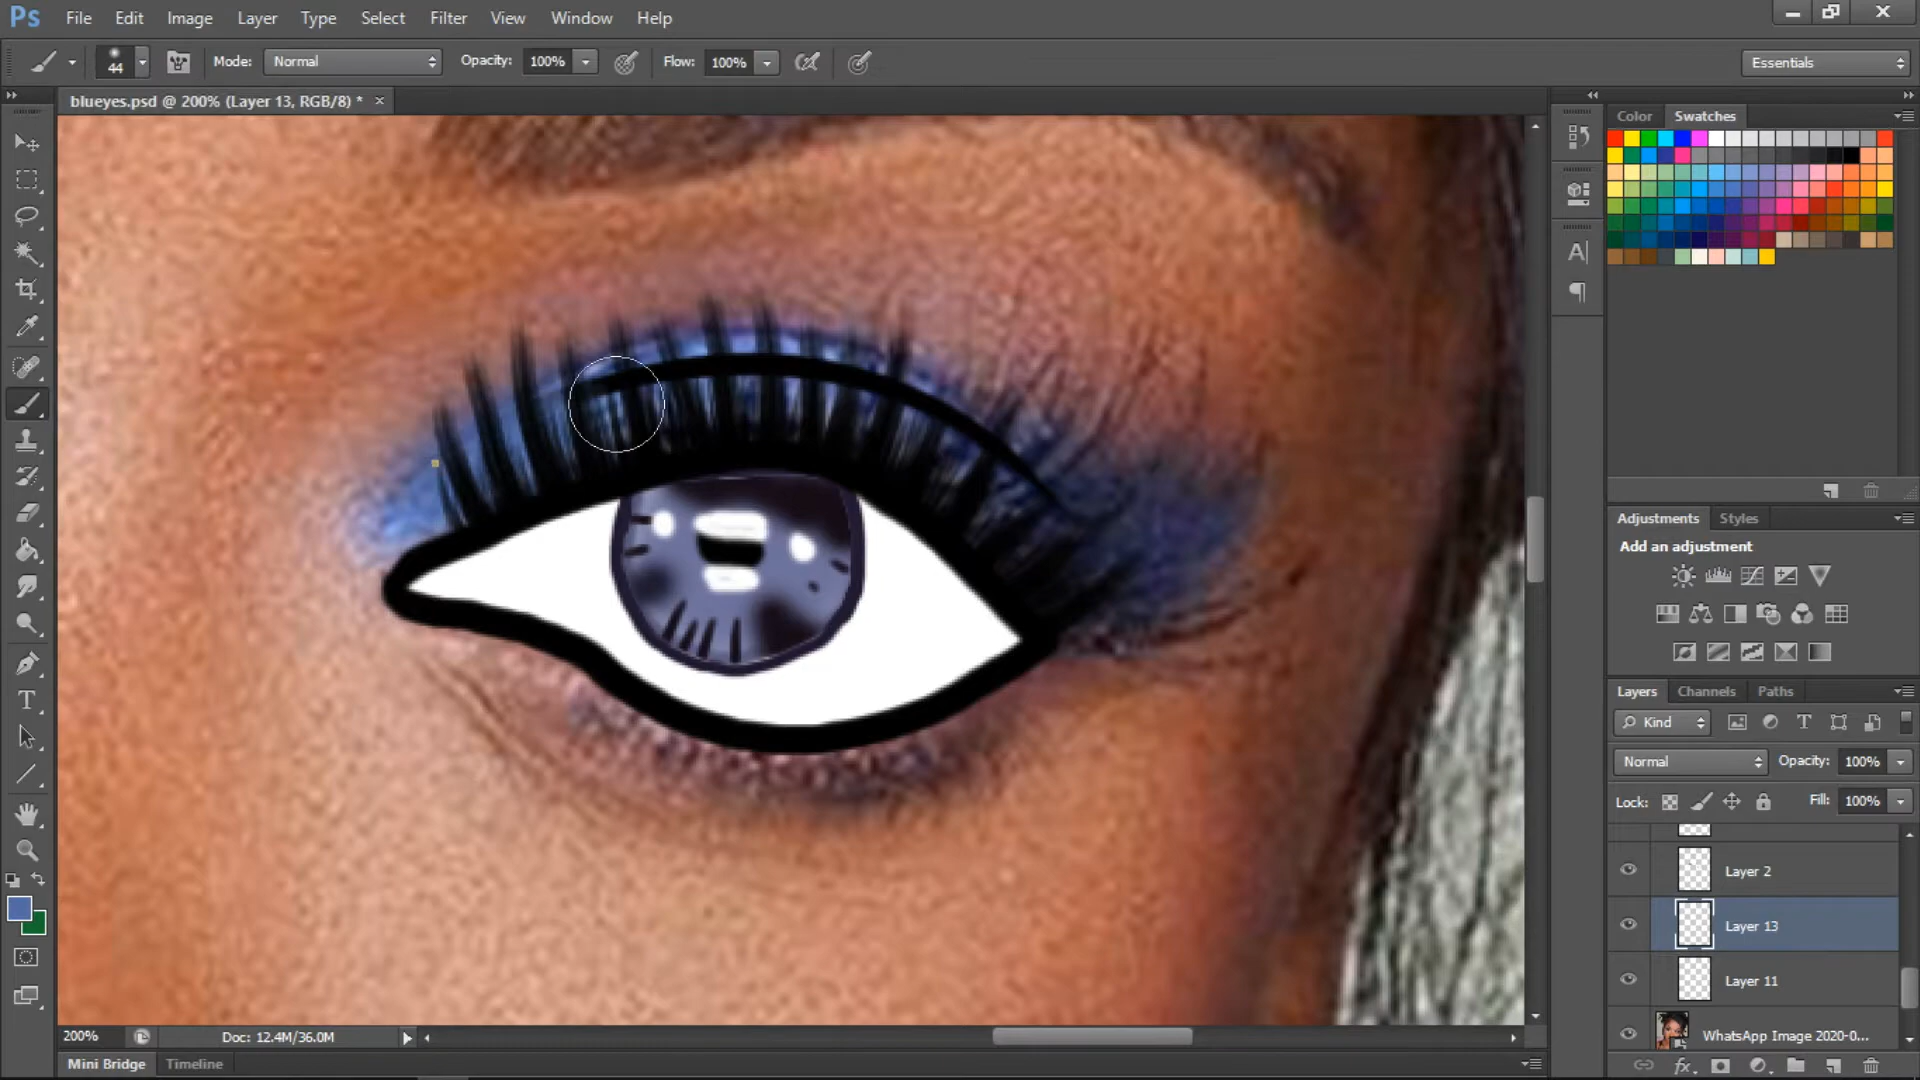 Ps File Edit Image Layer Type Select Filter View Window Help
44 Mode: Normal Opacity: 100% Flow: 100% Essentials
blueyes.psd @ 200% (Layer 13, RGB/8) * ×
Color Swatches
Adjustments Styles
Add an adjustment
Layers Channels Paths
Kind
Normal Opacity: 100%
Lock: Fill: 100%
Layer 2
Layer 13
Layer 11
WhatsApp Image 2020-0...
200% Doc: 12.4M/36.0M
Mini Bridge Timeline